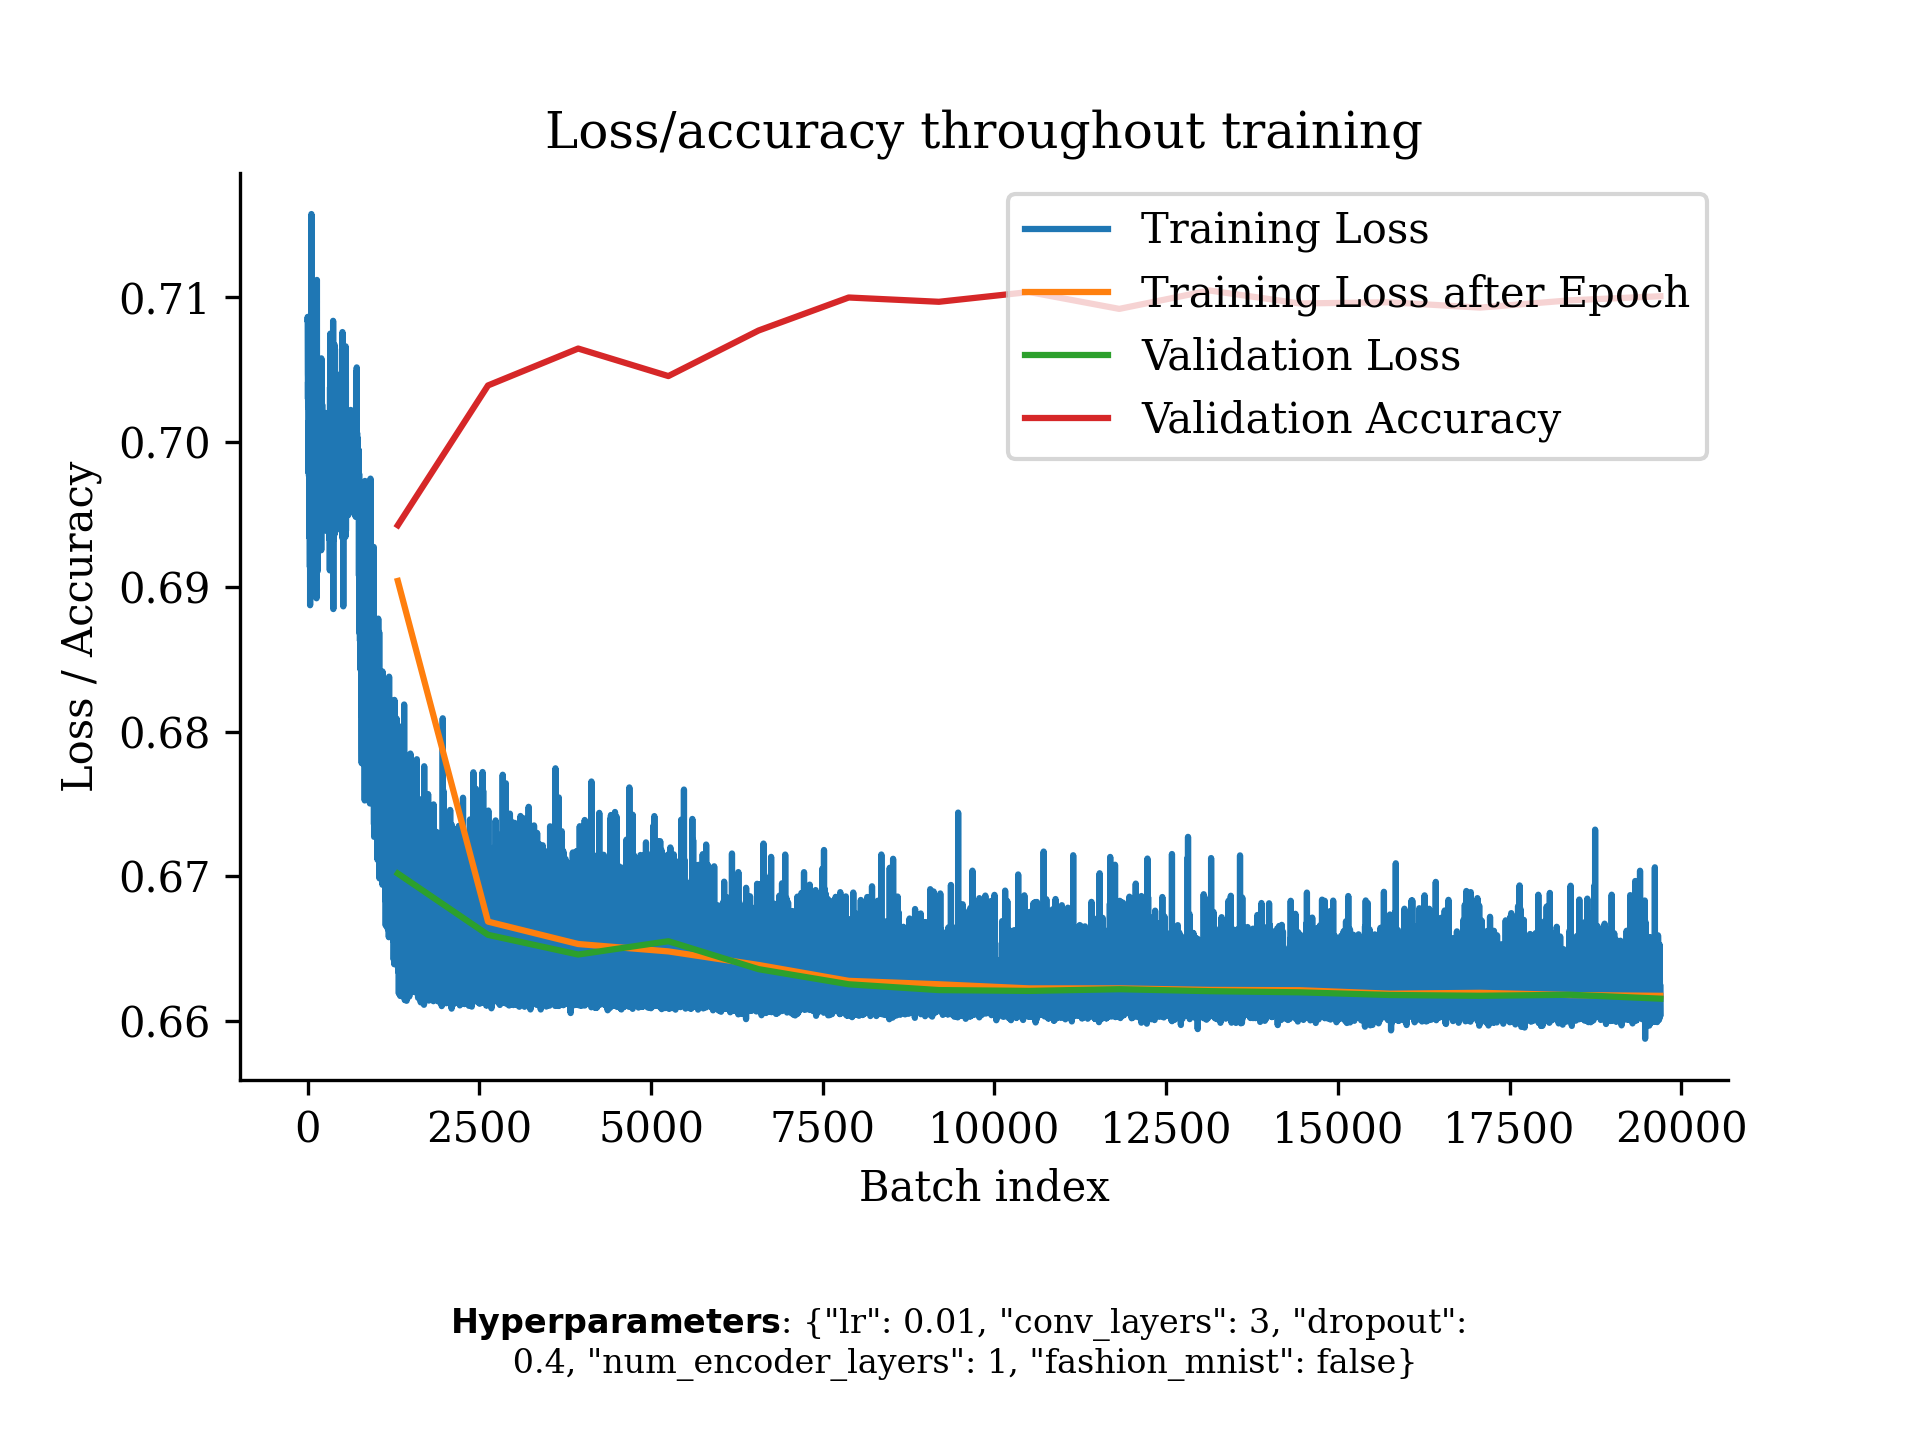 Loss/accuracy throughout training
Training Loss
Training Loss after Epoch
Validation Loss
Validation Accuracy
Loss / Accuracy
0.71
0.70
0.69
0.68
0.67
0.66
0 2500 5000 7500 10000 12500 15000 17500 20000
Batch index
Hyperparameters: {"lr": 0.01, "conv_layers": 3, "dropout":
0.4, "num_encoder_layers": 1, "fashion_mnist": false}